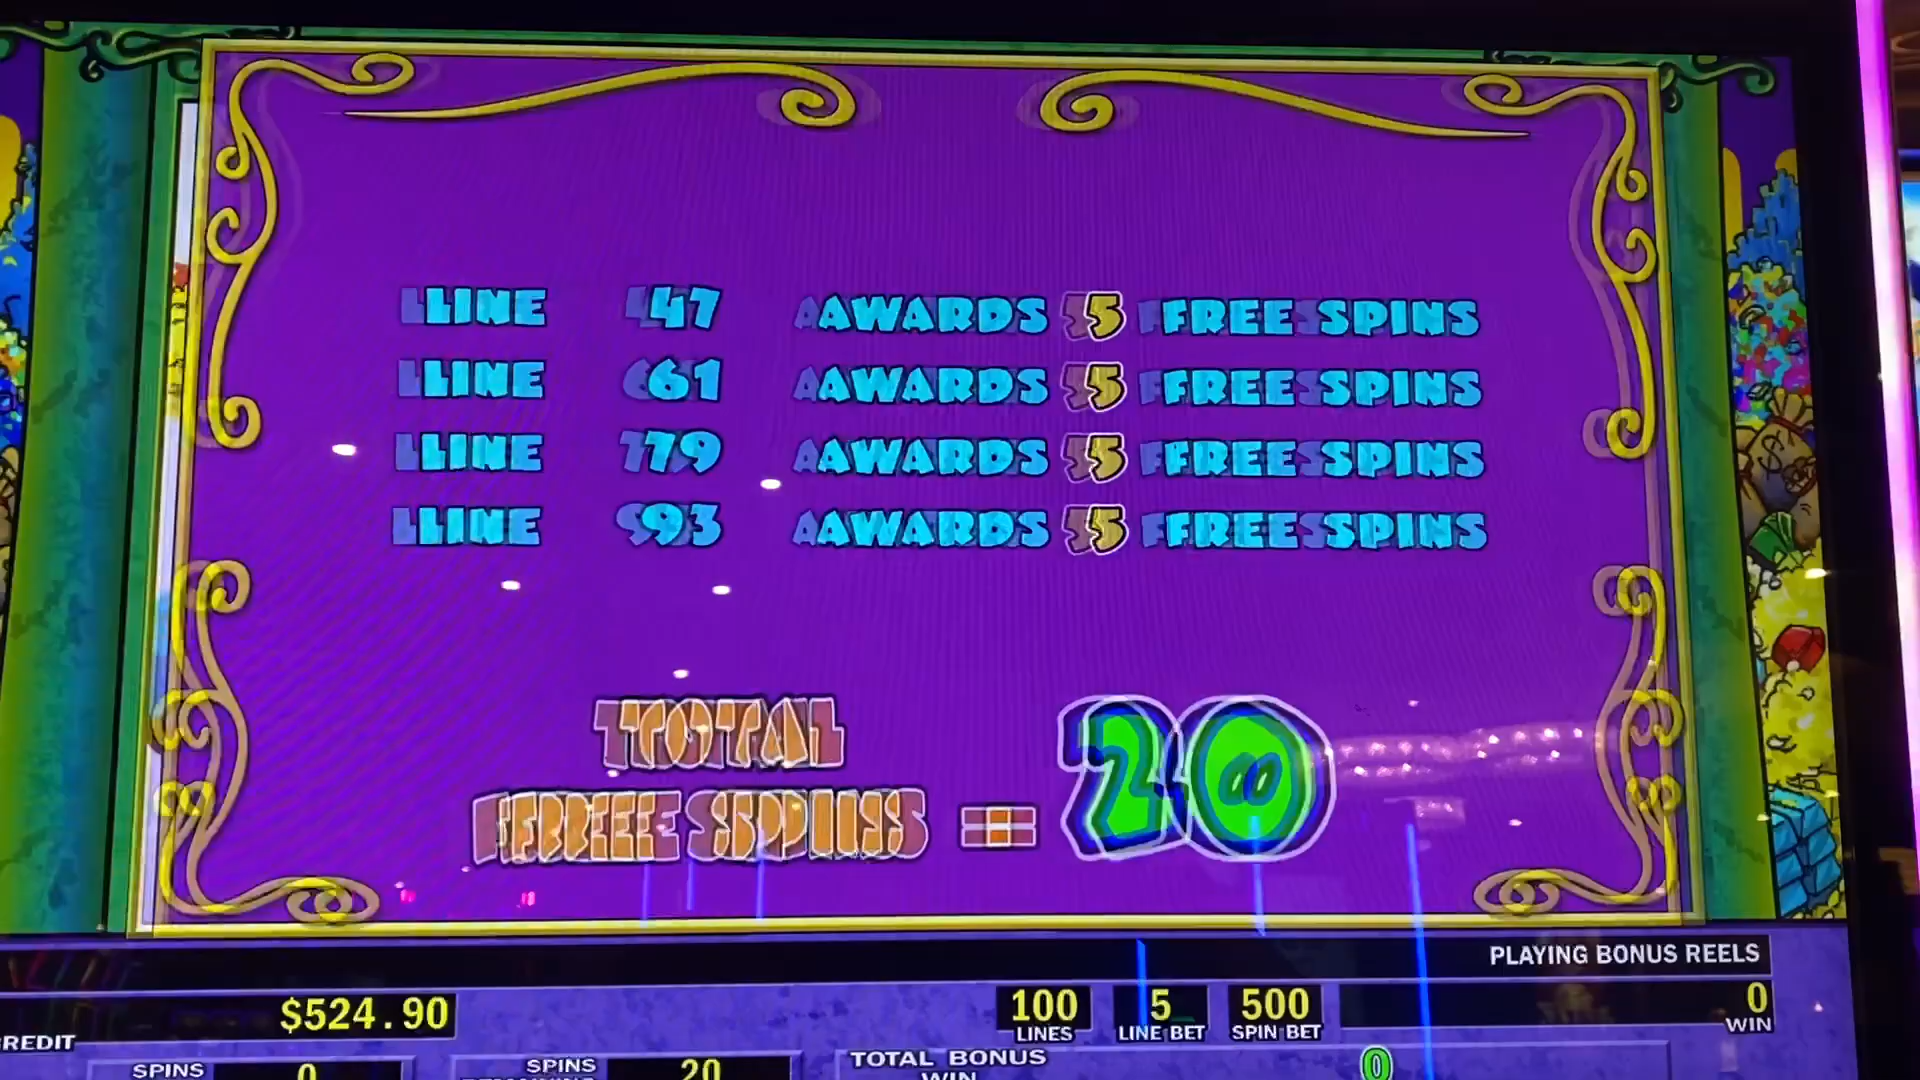 LINE 47 AWARDS 5 FREE SPINS
LINE 61 AWARDS 5 FREE SPINS
LINE 79 AWARDS 5 FREE SPINS
LINE 93 AWARDS 5 FREE SPINS
TOTAL
FREE SPINS = 20
PLAYING BONUS REELS
$524.90
100 5 500 0
LINES LINE BET SPIN BET WIN
REDIT
SPINS 0 SPINS REMAINING 20 TOTAL BONUS WIN 0